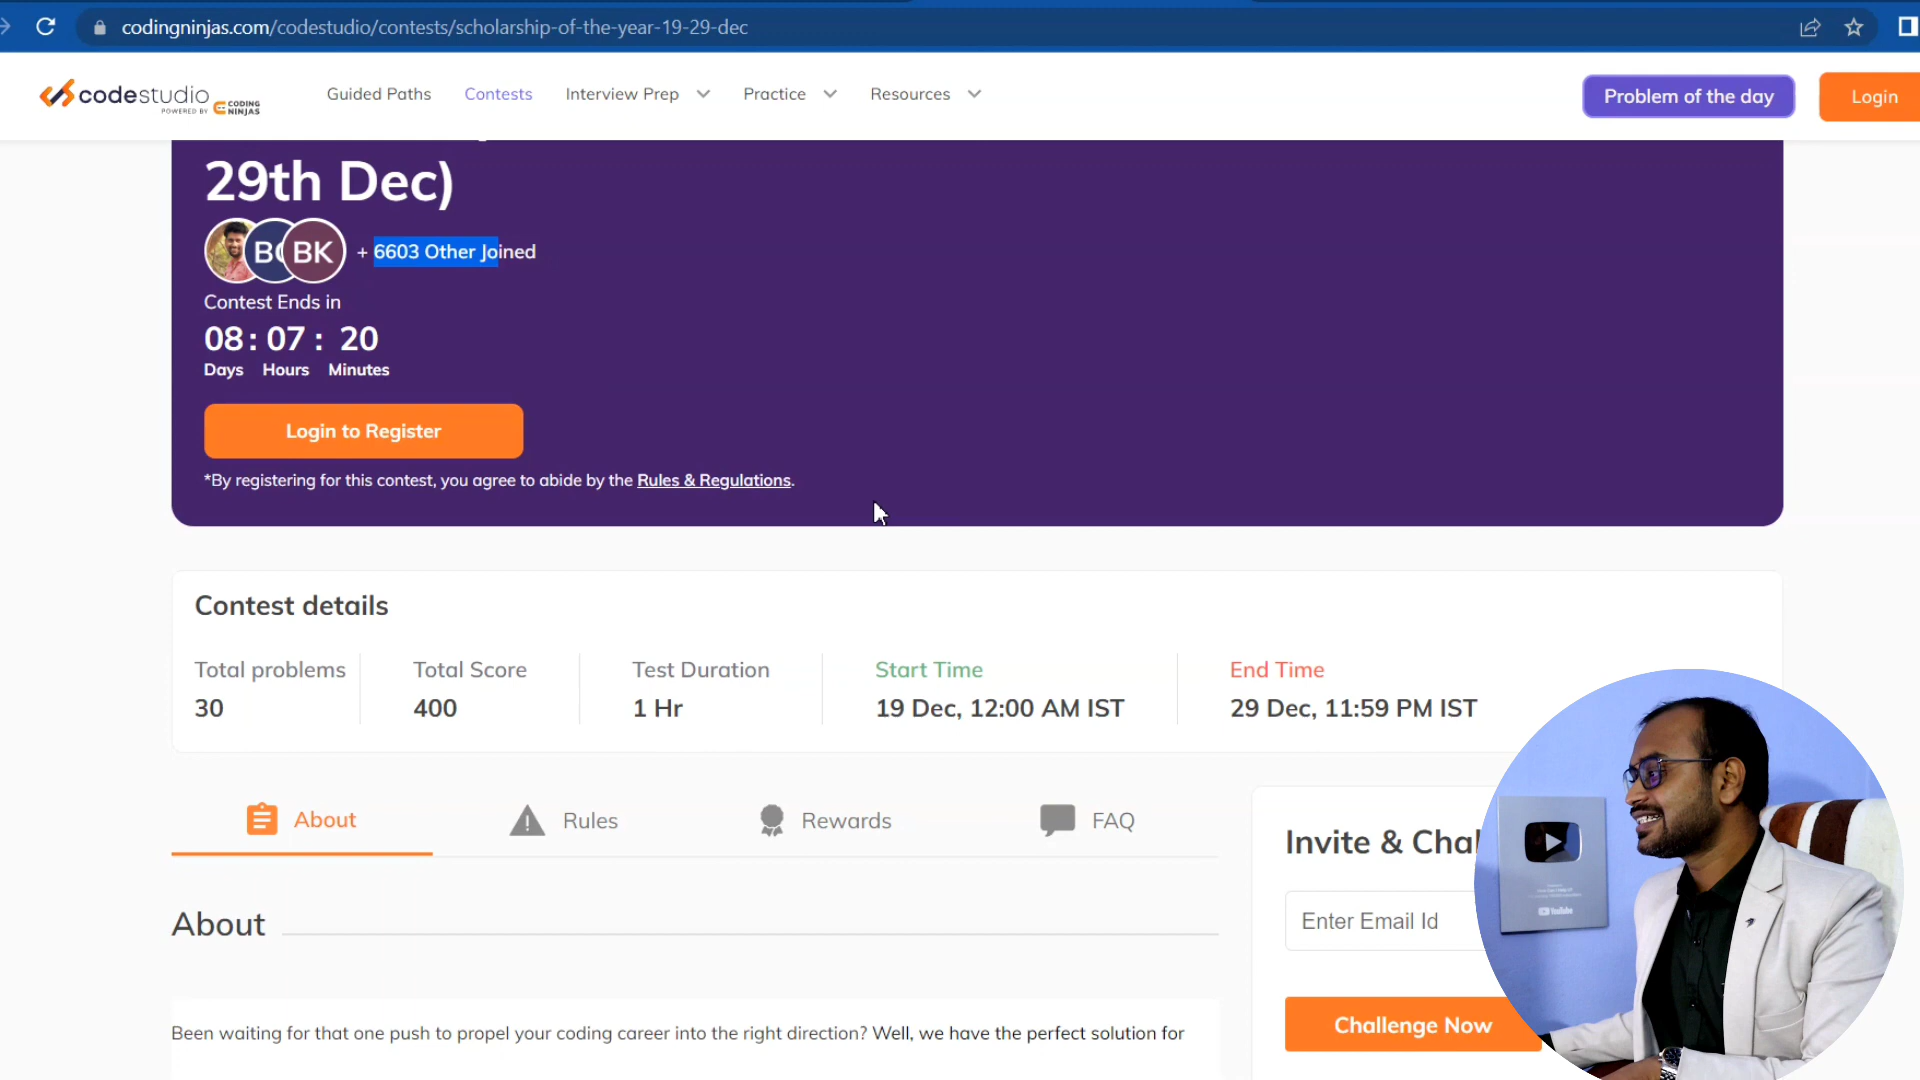 codingninjas.com/codestudio/contests/scholarship-of-the-year-19-29-dec
codestudio
POWERED BY CODING NINJAS
Guided Paths
Contests
Interview Prep
Practice
Resources
Problem of the day
Login
29th Dec)
BK
+ 6603 Other Joined
Contest Ends in
08 : 07 : 20
Days Hours Minutes
Login to Register
*By registering for this contest, you agree to abide by the Rules & Regulations.
Contest details
Total problems
30
Total Score
400
Test Duration
1 Hr
Start Time
19 Dec, 12:00 AM IST
End Time
29 Dec, 11:59 PM IST
About
Rules
Rewards
FAQ
Invite &
Enter Email Id
Challenge Now
About
Been waiting for that one push to propel your coding career into the right direction? Well, we have the perfect solution for
YouTube